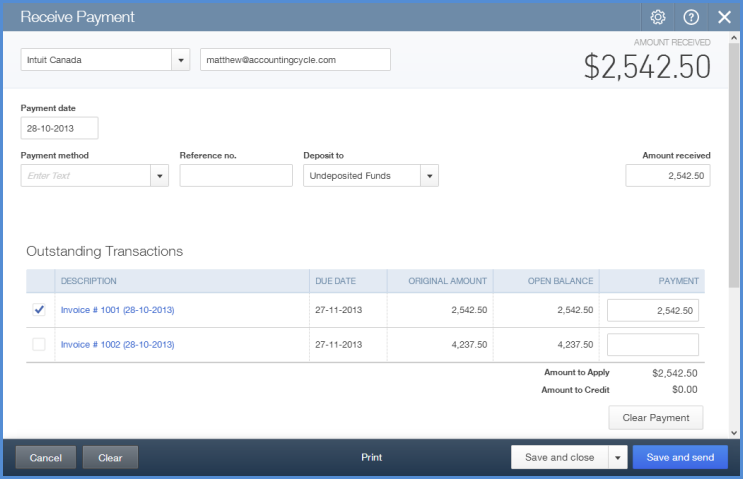 Receive Payment
AMOUNT RECEIVED
Intuit Canada matthew@accountingcycle.com $2,542.50
Payment date
28-10-2013
Payment method Reference no. Deposit to Amount received
Enter Text Undeposited Funds 2,542.50
Outstanding Transactions
DESCRIPTION DUE DATE ORIGINAL AMOUNT OPEN BALANCE PAYMENT
Invoice # 1001 (28-10-2013) 27-11-2013 2,542.50 2,542.50 2,542.50
Invoice # 1002 (28-10-2013) 27-11-2013 4,237.50 4,237.50
Amount to Apply $2,542.50
Amount to Credit $0.00
Clear Payment
Cancel Clear Print Save and close Save and send